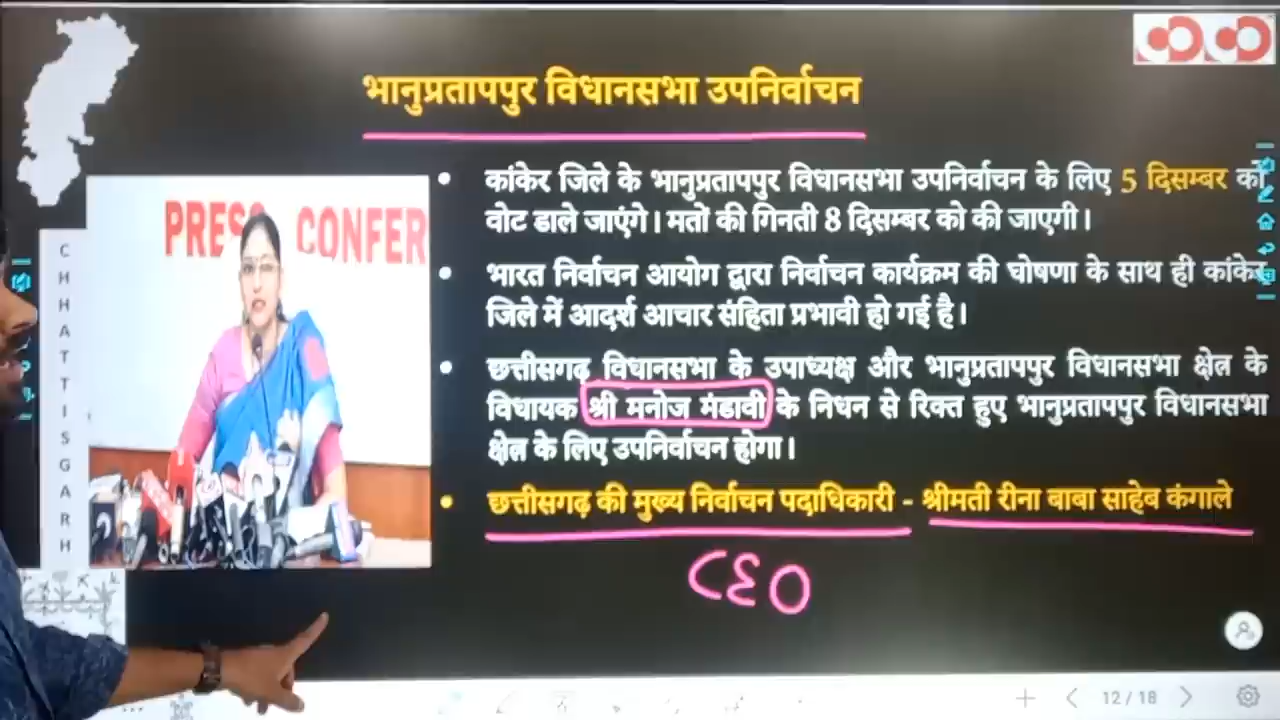 भानुप्रतापपुर विधानसभा उपनिर्वाचन
PRESS CONFER
CHHATTISGARH
• कांकेर जिले के भानुप्रतापपुर विधानसभा उपनिर्वाचन के लिए 5 दिसम्बर को
वोट डाले जाएंगे। मतों की गिनती 8 दिसम्बर को की जाएगी।
• भारत निर्वाचन आयोग द्वारा निर्वाचन कार्यक्रम की घोषणा के साथ ही कांकेर
जिले में आदर्श आचार संहिता प्रभावी हो गई है।
• छत्तीसगढ़ विधानसभा के उपाध्यक्ष और भानुप्रतापपुर विधानसभा क्षेत्र के
विधायक श्री मनोज मंडावी के निधन से रिक्त हुए भानुप्रतापपुर विधानसभा
क्षेत्र के लिए उपनिर्वाचन होगा।
• छत्तीसगढ़ की मुख्य निर्वाचन पदाधिकारी - श्रीमती रीना बाबा साहेब कंगाले
CEO
12/18